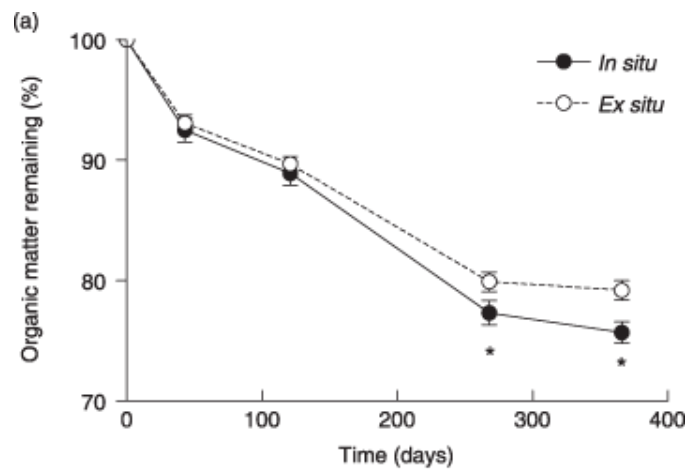 (a)
100
90
80
70
Organic matter remaining (%)
In situ
Ex situ
*
*
0
100
200
300
400
Time (days)